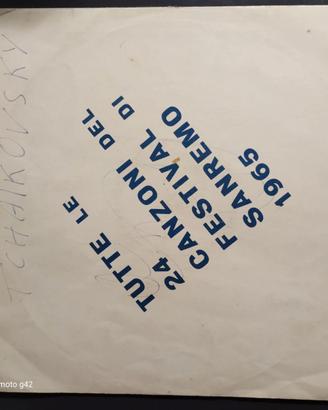 TCHAIKOVSKY
TUTTE LE
24
CANZONI DEL
FESTIVAL DI
SANREMO
1965
moto g42